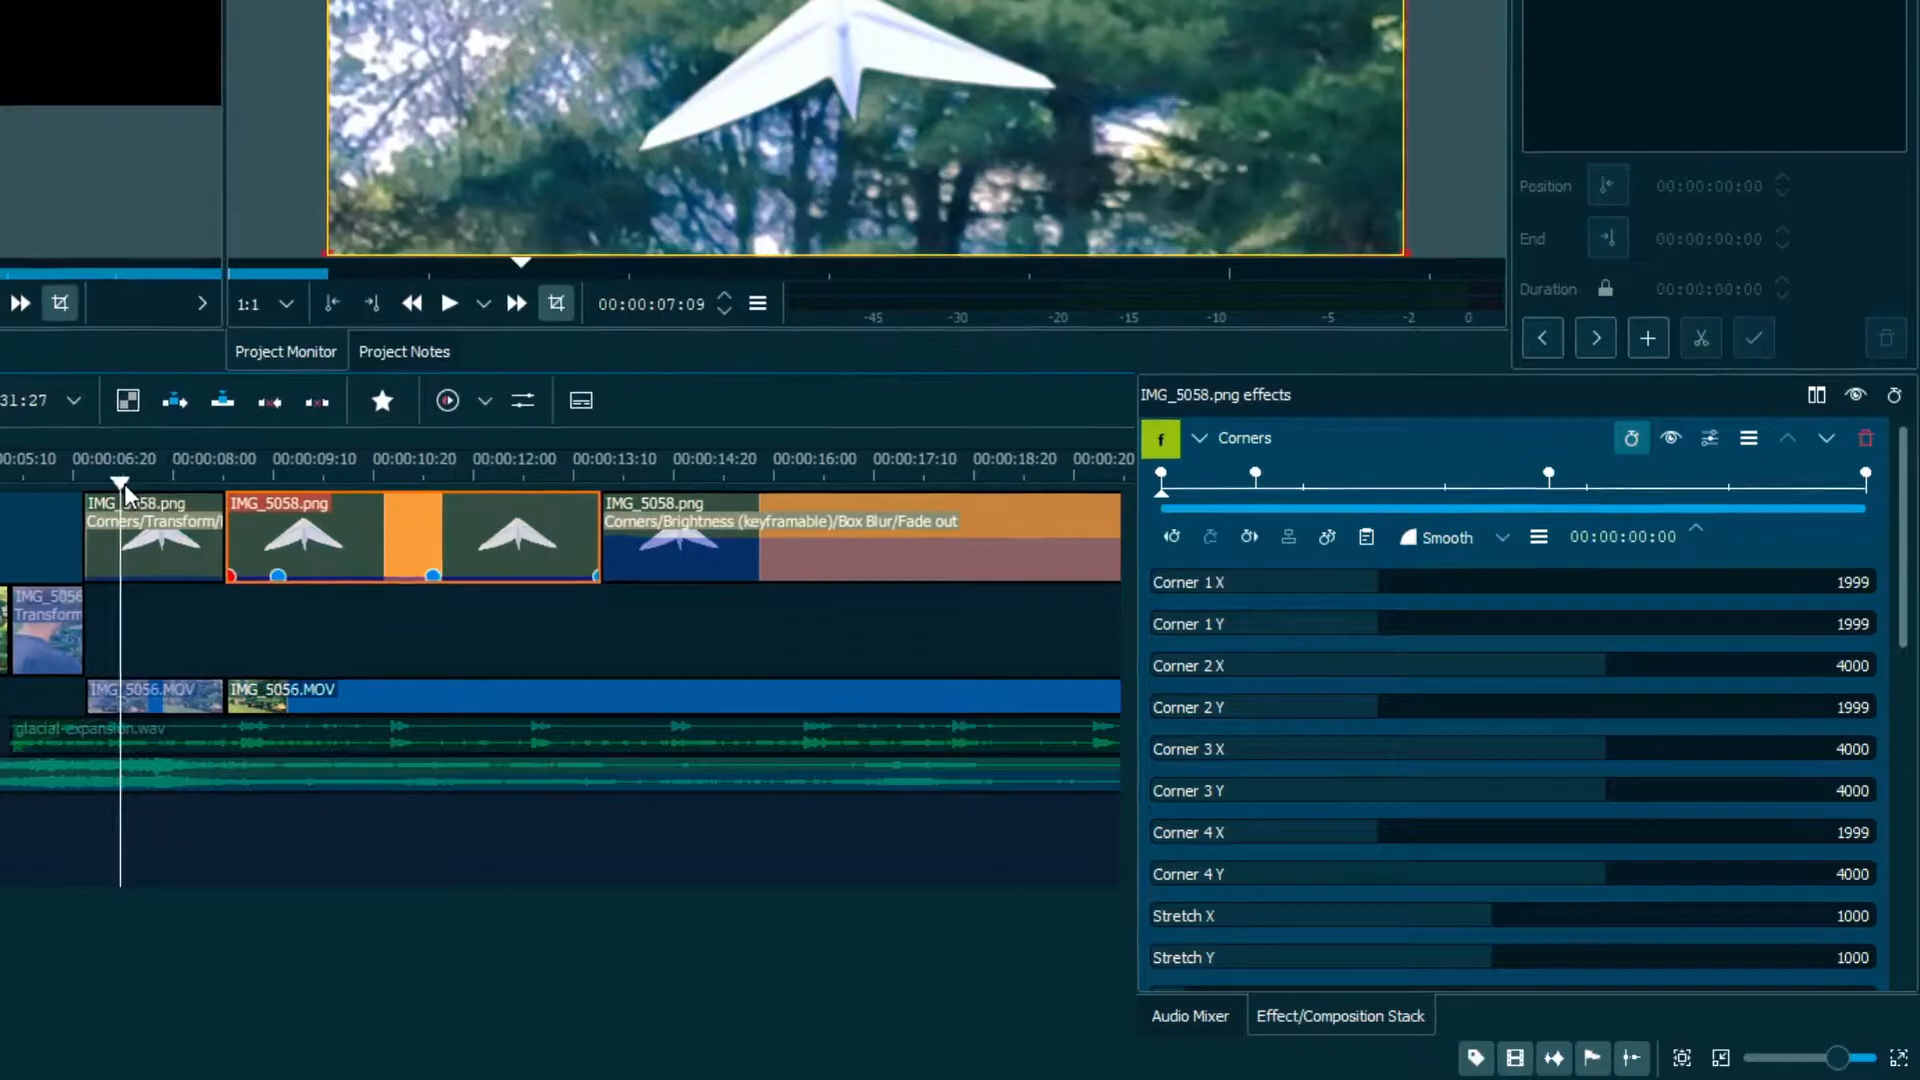 Position 00:00:00:00
End 00:00:00:00
Duration 00:00:00:00
1:1 00:00:07:09 -45 -30 -20 -15 -10 -5 -2 0
Project Monitor Project Notes
31:27
00:05:10 00:00:06:20 00:00:08:00 00:00:09:10 00:00:10:20 00:00:12:00 00:00:13:10 00:00:14:20 00:00:16:00 00:00:17:10 00:00:18:20 00:00:20
58.png IMG_5058.png IMG_5058.png
Corners/Transform/ Corners/Brightness (keyframable)/Box Blur/Fade out
IMG_5056
Transform
IMG_5056.MOV IMG_5056.MOV
glacial-expansion.wav
IMG_5058.png effects
f Corners
Smooth 00:00:00:00
Corner 1 X 1999
Corner 1 Y 1999
Corner 2 X 4000
Corner 2 Y 1999
Corner 3 X 4000
Corner 3 Y 4000
Corner 4 X 1999
Corner 4 Y 4000
Stretch X 1000
Stretch Y 1000
Audio Mixer Effect/Composition Stack